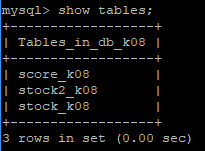 mysql> show tables;
+------------------+
| Tables_in_db_k08 |
+------------------+
| score_k08        |
| stock2_k08       |
| stock_k08        |
+------------------+
3 rows in set (0.00 sec)